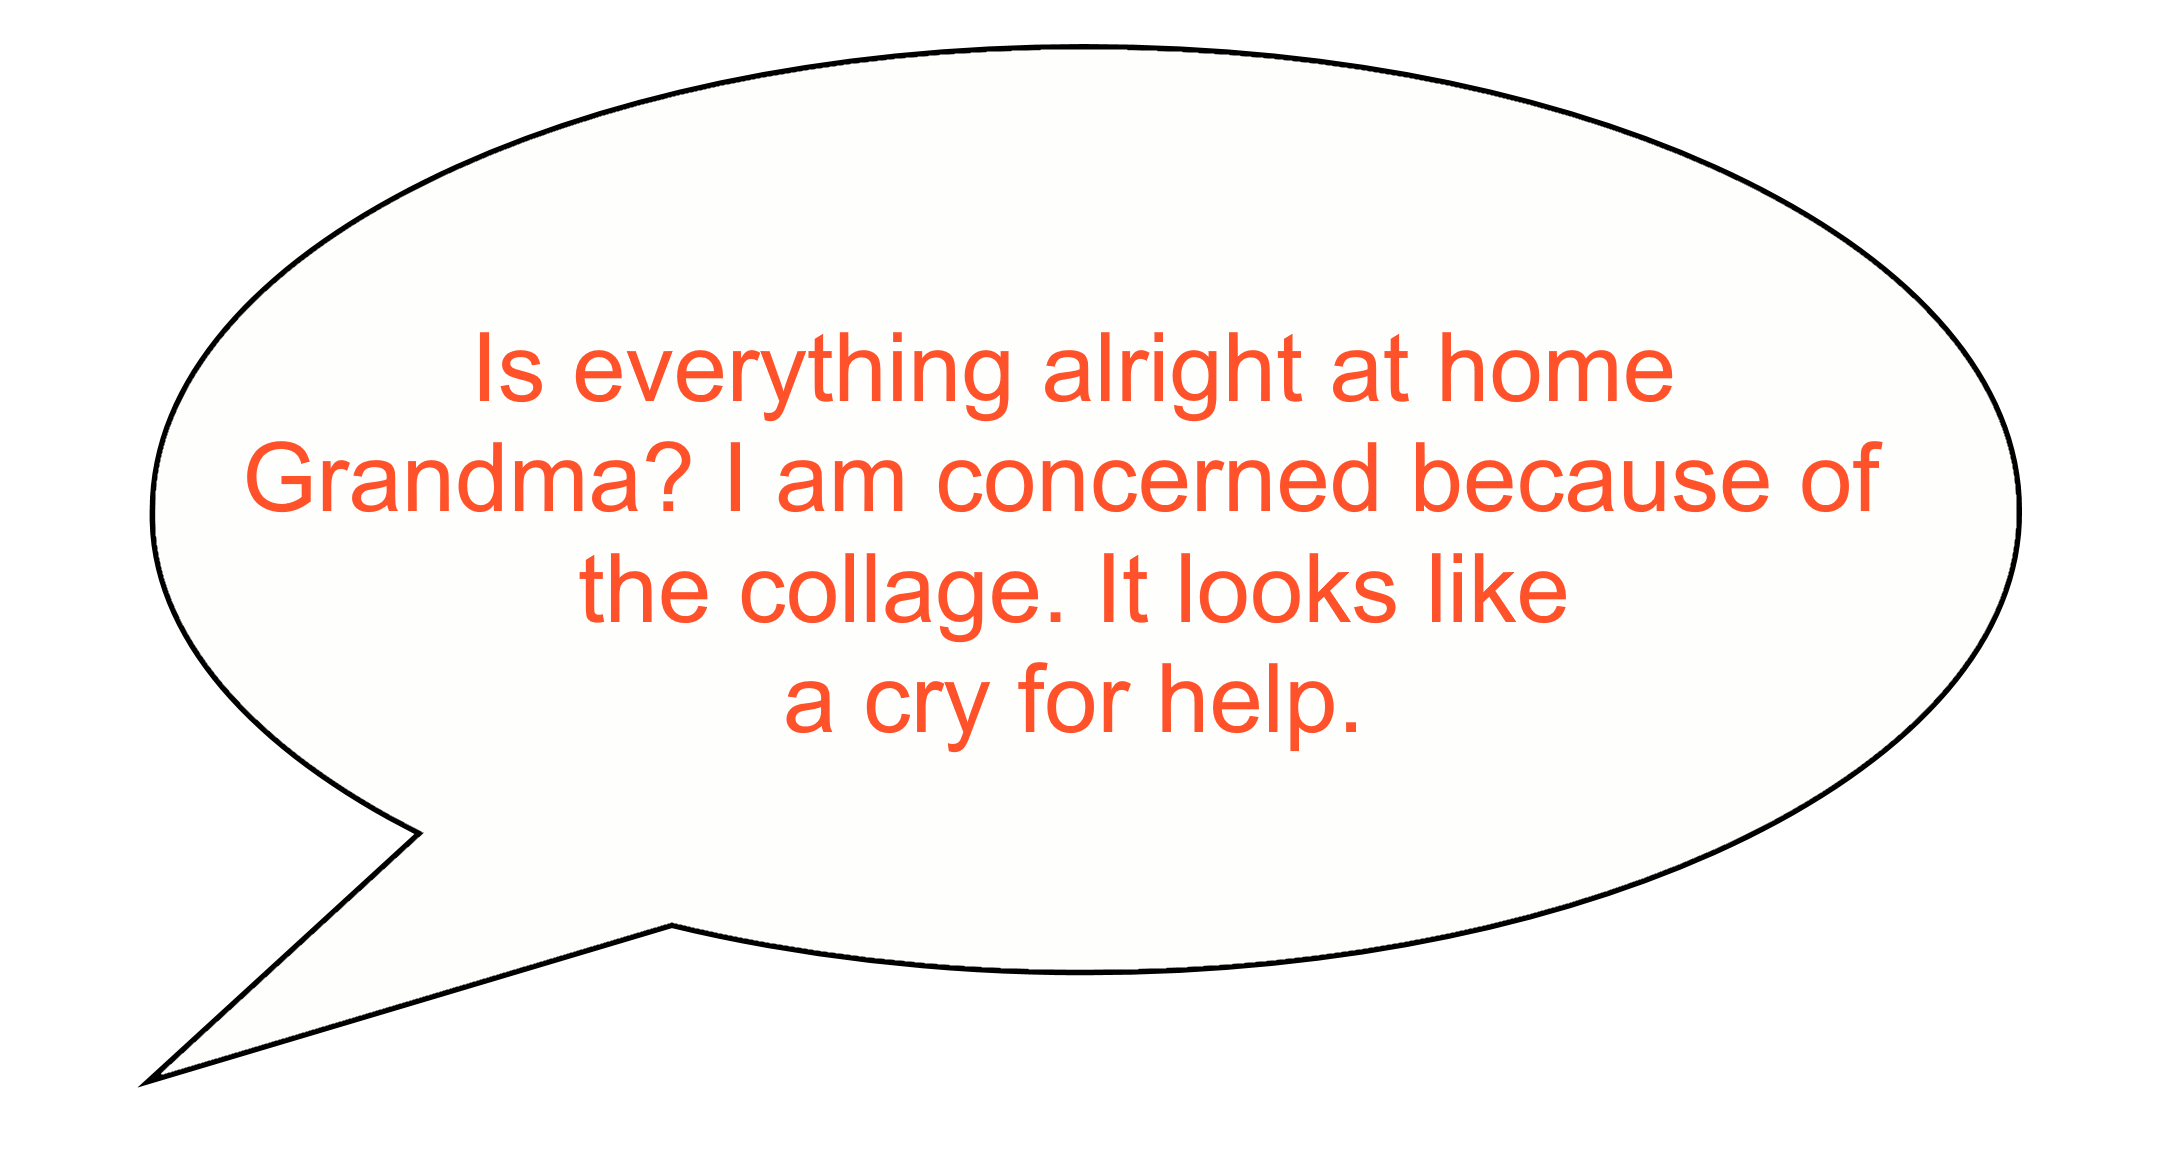 Is everything alright at home
Grandma? I am concerned because of
the collage. It looks like
a cry for help.